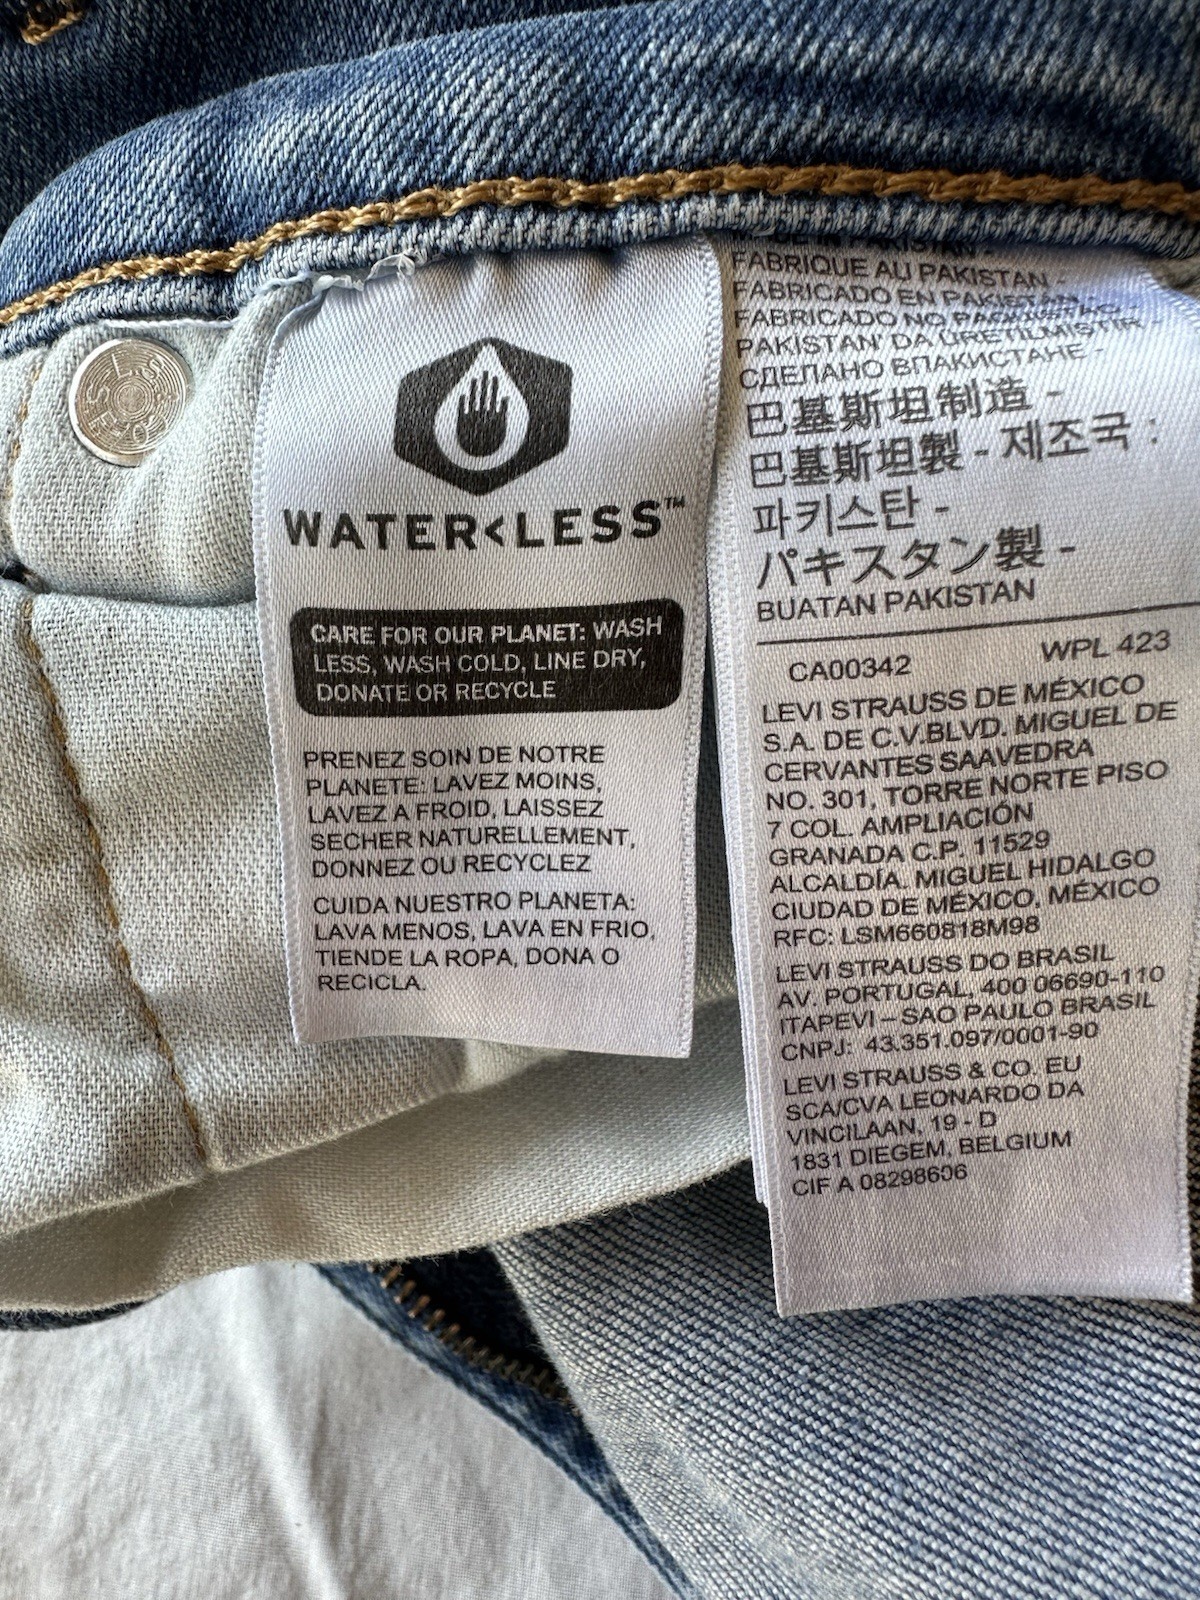 WATER<LESS™
CARE FOR OUR PLANET: WASH
LESS, WASH COLD, LINE DRY,
DONATE OR RECYCLE
PRENEZ SOIN DE NOTRE
PLANETE: LAVEZ MOINS,
LAVEZ A FROID, LAISSEZ
SECHER NATURELLEMENT,
DONNEZ OU RECYCLEZ
CUIDA NUESTRO PLANETA:
LAVA MENOS, LAVA EN FRIO,
TIENDE LA ROPA, DONA O
RECICLA.
FABRIQUE AU PAKISTAN -
FABRICADO EN PAKISTAN -
FABRICADO NO PAQUISTAO -
PAKISTAN' DA URETILMISTIR -
СДЕЛАНО ВПАКИСТАНЕ -
巴基斯坦制造 -
巴基斯坦製 - 제조국 :
파키스탄 -
パキスタン製 -
BUATAN PAKISTAN
CA00342 WPL 423
LEVI STRAUSS DE MÉXICO
S.A. DE C.V.BLVD. MIGUEL DE
CERVANTES SAAVEDRA
NO. 301, TORRE NORTE PISO
7 COL. AMPLIACIÓN
GRANADA C.P. 11529
ALCALDÍA. MIGUEL HIDALGO
CIUDAD DE MÉXICO, MÉXICO
RFC: LSM660818M98
LEVI STRAUSS DO BRASIL
AV. PORTUGAL, 400 06690-110
ITAPEVI – SAO PAULO BRASIL
CNPJ: 43.351.097/0001-90
LEVI STRAUSS & CO. EU
SCA/CVA LEONARDO DA
VINCILAAN, 19 - D
1831 DIEGEM, BELGIUM
CIF A 08298606